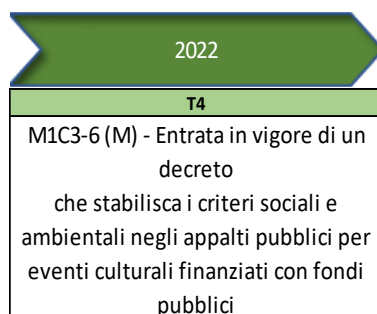 2022
T4
M1C3-6 (M) - Entrata in vigore di un
decreto
che stabilisca i criteri sociali e
ambientali negli appalti pubblici per
eventi culturali finanziati con fondi
pubblici